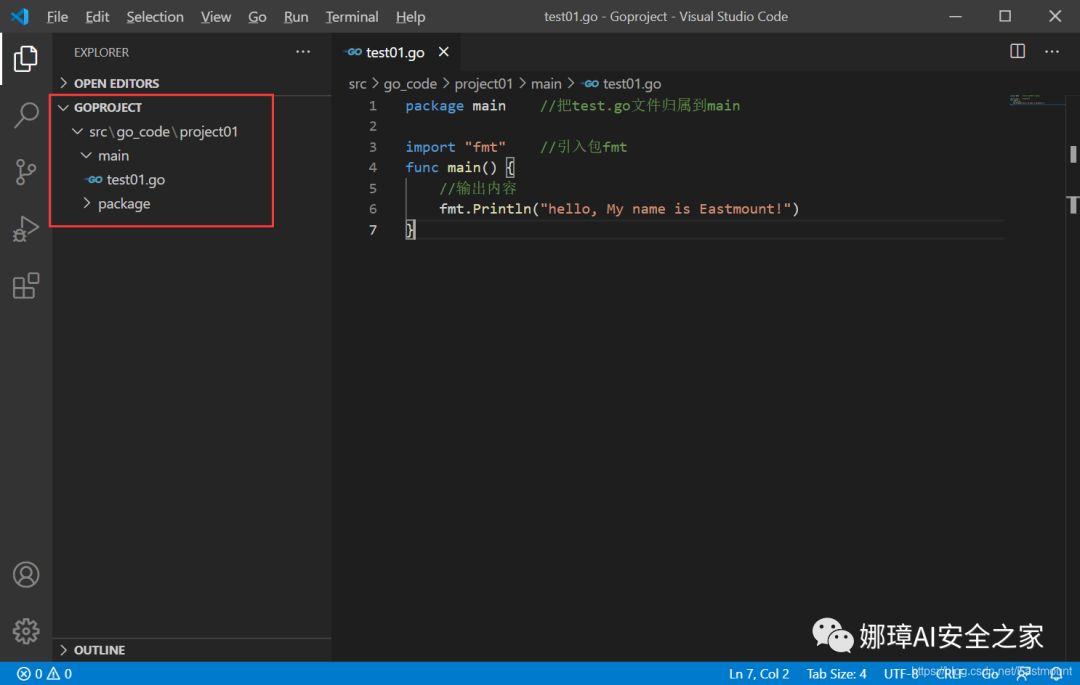 File Edit Selection View Go Run Terminal Help test01.go - Goproject - Visual Studio Code
EXPLORER
OPEN EDITORS
GOPROJECT
src\go_code\project01
main
test01.go
package
OUTLINE
test01.go
src > go_code > project01 > main > test01.go
1 package main //把test.go文件归属到main
2
3 import "fmt" //引入包fmt
4 func main() {
5 //输出内容
6 fmt.Println("hello, My name is Eastmount!")
7 }
娜璋AI安全之家
https://blog.csdn.net/Eastmount
0 0 Ln 7, Col 2 Tab Size: 4 UTF-8 CRLF Go